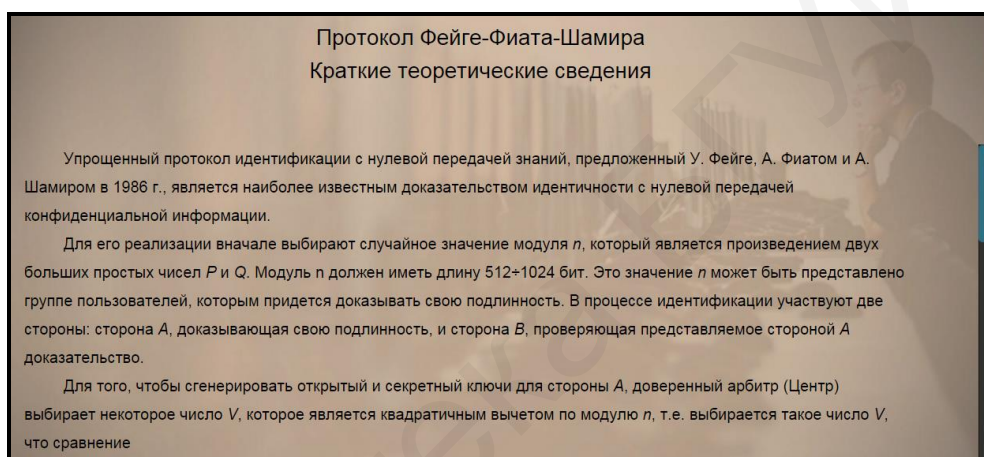 Протокол Фейге-Фиата-Шамира
Краткие теоретические сведения
Упрощенный протокол идентификации с нулевой передачей знаний, предложенный У. Фейге, А. Фиатом и А.
Шамиром в 1986 г., является наиболее известным доказательством идентичности с нулевой передачей
конфиденциальной информации.
Для его реализации вначале выбирают случайное значение модуля n, который является произведением двух
больших простых чисел P и Q. Модуль n должен иметь длину 512÷1024 бит. Это значение n может быть представлено
группе пользователей, которым придется доказывать свою подлинность. В процессе идентификации участвуют две
стороны: сторона А, доказывающая свою подлинность, и сторона В, проверяющая представляемое стороной А
доказательство.
Для того, чтобы сгенерировать открытый и секретный ключи для стороны А, доверенный арбитр (Центр)
выбирает некоторое число V, которое является квадратичным вычетом по модулю n, т.е. выбирается такое число V,
что сравнение